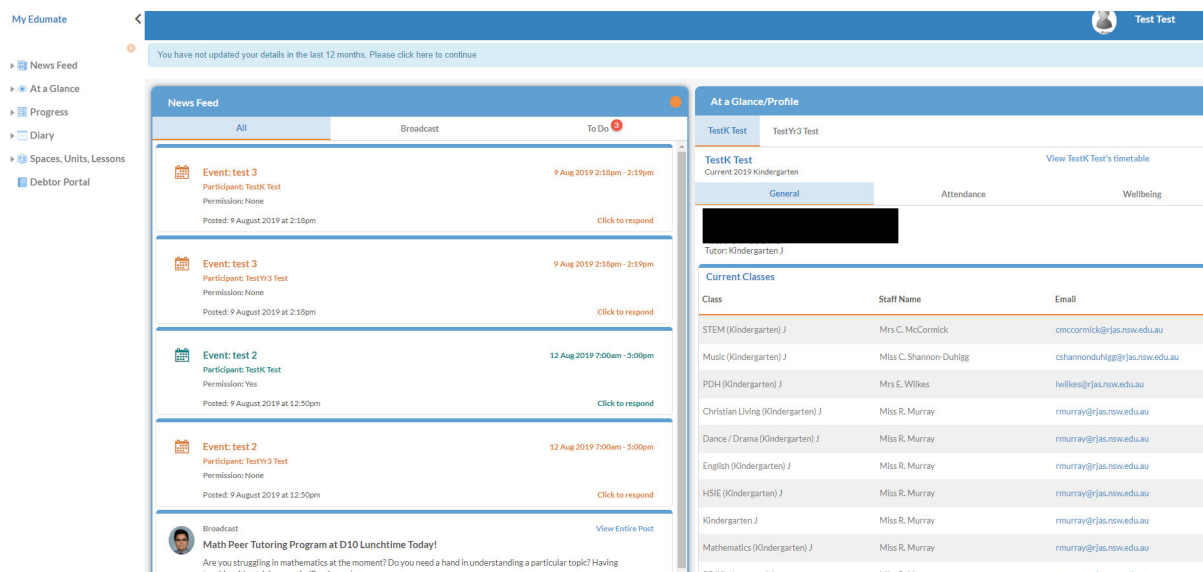 My Edumate
Test Test
You have not updated your details in the last 12 months, Please click here to continue
News Feed
At a Glance
Progress
Diary
Spaces, Units, Lessons
Debtor Portal
News Feed
All Broadcast To Do 3
Event: test 3 9 Aug 2019 2:18pm - 2:19pm
Participant: TestK Test
Permission: None
Posted: 9 August 2019 at 2:18pm Click to respond
Event: test 3 9 Aug 2019 2:18pm - 2:19pm
Participant: TestYr3 Test
Permission: None
Posted: 9 August 2019 at 2:18pm Click to respond
Event: test 2 12 Aug 2019 7:00am - 5:00pm
Participant: TestK Test
Permission: Yes
Posted: 9 August 2019 at 12:50pm Click to respond
Event: test 2 12 Aug 2019 7:00am - 5:00pm
Participant: TestYr3 Test
Permission: None
Posted: 9 August 2019 at 12:50pm Click to respond
Broadcast View Entire Post
Math Peer Tutoring Program at D10 Lunchtime Today!
Are you struggling in mathematics at the moment? Do you need a hand in understanding a particular topic? Having
At a Glance/Profile
TestK Test TestYr3 Test
TestK Test View TestK Test's timetable
Current 2019 Kindergarten
General Attendance Wellbeing
Tutor: Kindergarten J
Current Classes
Class Staff Name Email
STEM (Kindergarten) J Mrs C. McCormick cmccormick@rjas.nsw.edu.au
Music (Kindergarten) J Miss C. Shannon-Duhigg cshannonduhigg@rjas.nsw.edu.au
PDH (Kindergarten) J Mrs E. Wilkes lwilkes@rjas.nsw.edu.au
Christian Living (Kindergarten) J Miss R. Murray rmurray@rjas.nsw.edu.au
Dance / Drama (Kindergarten) J Miss R. Murray rmurray@rjas.nsw.edu.au
English (Kindergarten) J Miss R. Murray rmurray@rjas.nsw.edu.au
HSIE (Kindergarten) J Miss R. Murray rmurray@rjas.nsw.edu.au
Kindergarten J Miss R. Murray rmurray@rjas.nsw.edu.au
Mathematics (Kindergarten) J Miss R. Murray rmurray@rjas.nsw.edu.au